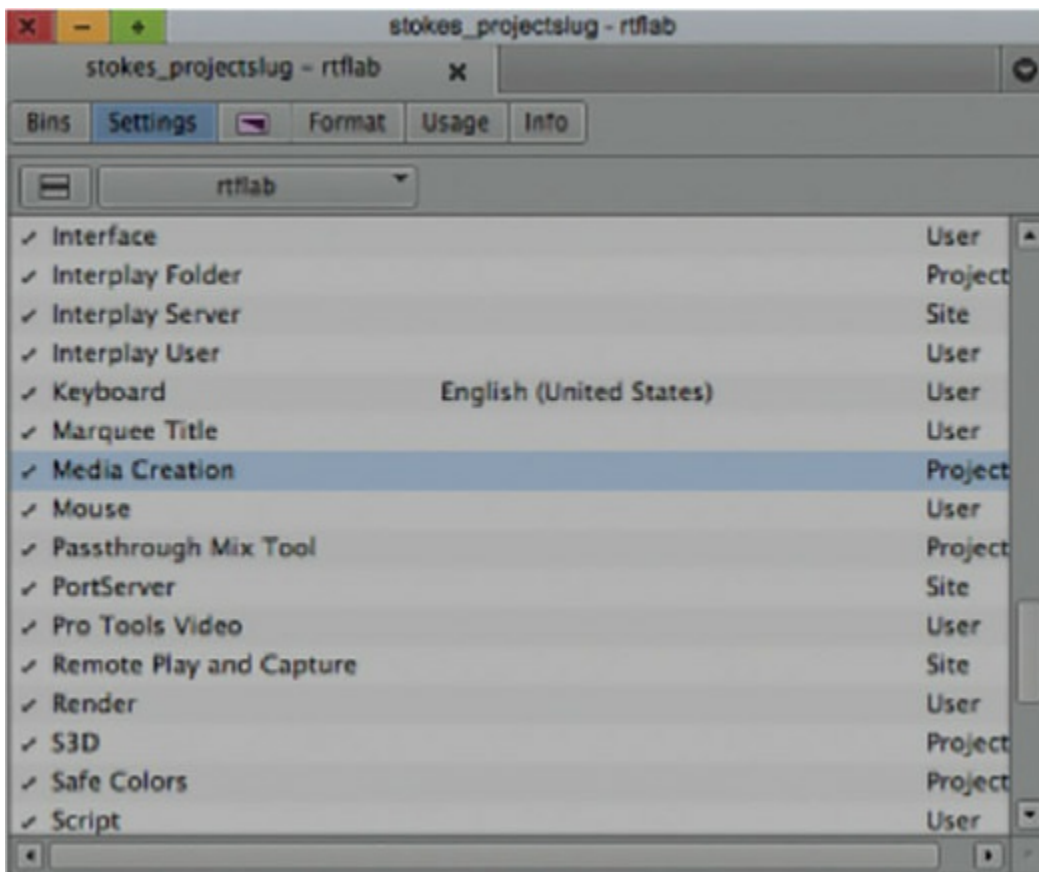 stokes_projectslug - rtflab
stokes_projectslug - rtflab
Bins Settings Format Usage Info
rtflab
Interface User
Interplay Folder Project
Interplay Server Site
Interplay User User
Keyboard English (United States) User
Marquee Title User
Media Creation Project
Mouse User
Passthrough Mix Tool Project
PortServer Site
Pro Tools Video User
Remote Play and Capture Site
Render User
S3D Project
Safe Colors Project
Script User